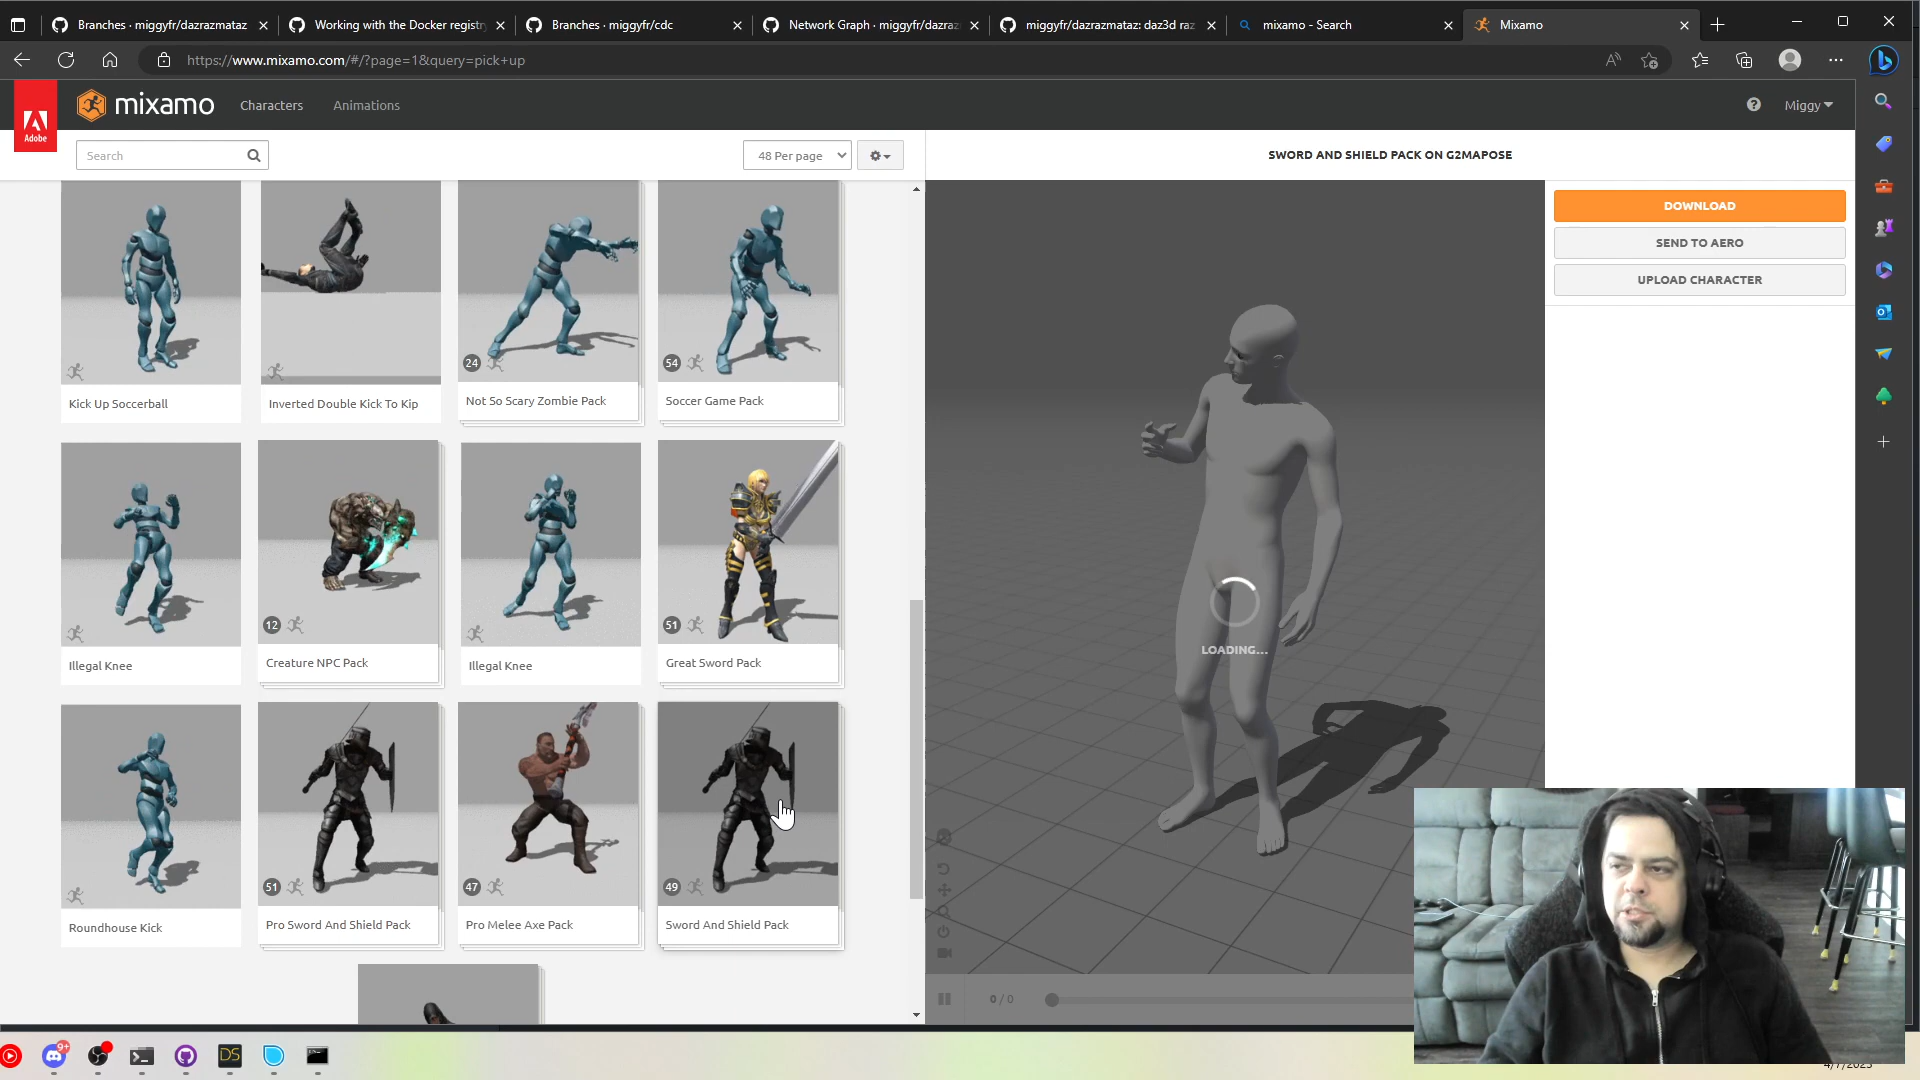 Branches · miggyfr/dazrazmataz
Working with the Docker registr
Branches · miggyfr/cdc
Network Graph · miggyfr/dazraz
miggyfr/dazrazmataz: daz3d raz
mixamo - Search
Mixamo
https://www.mixamo.com/#/?page=1&query=pick+up
Adobe
mixamo
Characters
Animations
Miggy
Search
48 Per page
SWORD AND SHIELD PACK ON G2MAPOSE
DOWNLOAD
SEND TO AERO
UPLOAD CHARACTER
24
54
Kick Up Soccerball
Inverted Double Kick To Kip
Not So Scary Zombie Pack
Soccer Game Pack
12
51
Illegal Knee
Creature NPC Pack
Illegal Knee
Great Sword Pack
LOADING...
51
47
49
Roundhouse Kick
Pro Sword And Shield Pack
Pro Melee Axe Pack
Sword And Shield Pack
0 / 0
9+
DS
4/7/2023